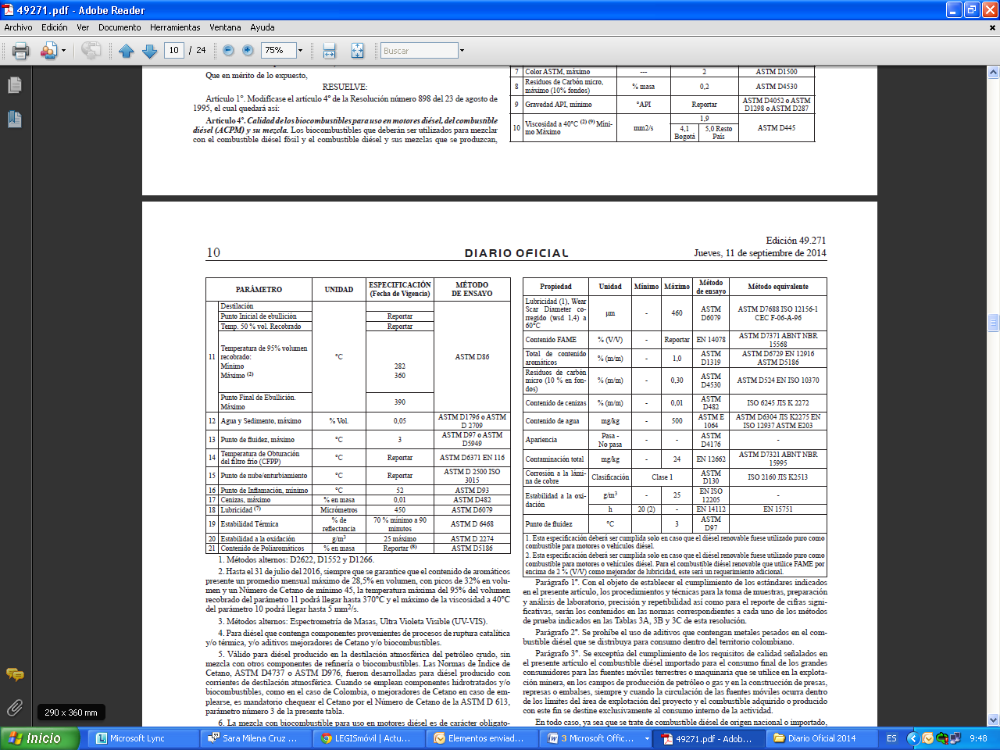 49271.pdf - Adobe Reader
Archivo Edición Ver Documento Herramientas Ventana Ayuda
10 / 24 75% Buscar
Que en mérito de lo expuesto,
RESUELVE:
Artículo 1°. Modifícase el artículo 4° de la Resolución número 898 del 23 de agosto de
1995, el cual quedará así:
Artículo 4°. Calidad de los biocombustibles para uso en motores diésel, del combustible
diésel (ACPM) y su mezcla. Los biocombustibles que deberán ser utilizados para mezclar
con el combustible diésel fósil y el combustible diésel y sus mezclas que se produzcan,
7 Color ASTM, máximo --- 2 ASTM D1500
8 Residuos de Carbón micro, máximo (10% fondos) % masa 0,2 ASTM D4530
9 Gravedad API, mínimo °API Reportar ASTM D4052 o ASTM D1298 o ASTM D287
10 Viscosidad a 40°C (2) (9) Mínimo Máximo mm2/s 1,9 4,1 Bogotá 5,0 Resto País ASTM D445
Edición 49.271
10 DIARIO OFICIAL Jueves, 11 de septiembre de 2014
PARÁMETRO UNIDAD ESPECIFICACIÓN (Fecha de Vigencia) MÉTODO DE ENSAYO
11 Destilación
Punto Inicial de ebullición Reportar
Temp. 50 % vol. Recobrado Reportar
Temperatura de 95% volumen
recobrado: °C ASTM D86
Mínimo 282
Máximo (2) 360
Punto Final de Ebullición.
Máximo 390
12 Agua y Sedimento, máximo % Vol. 0,05 ASTM D1796 o ASTM D 2709
13 Punto de fluidez, máximo °C 3 ASTM D97 o ASTM D5949
14 Temperatura de Obturación del filtro frío (CFPP) °C Reportar ASTM D6371 EN 116
15 Punto de nube/enturbiamiento °C Reportar ASTM D 2500 ISO 3015
16 Punto de Inflamación, mínimo °C 52 ASTM D93
17 Cenizas, máximo % en masa 0,01 ASTM D482
18 Lubricidad (7) Micrómetros 450 ASTM D6079
19 Estabilidad Térmica % de reflectancia 70 % mínimo a 90 minutos ASTM D 6468
20 Estabilidad a la oxidación g/m3 25 máximo ASTM D 2274
21 Contenido de Poliaromáticos % en masa Reportar (8) ASTM D5186
1. Métodos alternos: D2622, D1552 y D1266.
2. Hasta el 31 de julio del 2016, siempre que se garantice que el contenido de aromáticos
presente un promedio mensual máximo de 28,5% en volumen, con picos de 32% en volu-
men y un Número de Cetano de mínimo 45, la temperatura máxima del 95% del volumen
recobrado del parámetro 11 podrá llegar hasta 370°C y el máximo de la viscosidad a 40°C
del parámetro 10 podrá llegar hasta 5 mm2/s.
3. Métodos alternos: Espectrometría de Masas, Ultra Violeta Visible (UV-VIS).
4. Para diésel que contenga componentes provenientes de procesos de ruptura catalítica
y/o térmica, y/o aditivos mejoradores de Cetano y/o biocombustibles.
5. Válido para diésel producido en la destilación atmosférica del petróleo crudo, sin
mezcla con otros componentes de refinería o biocombustibles. Las Normas de Índice de
Cetano, ASTM D4737 o ASTM D976, fueron desarrolladas para diésel producido con
corrientes de destilación atmosférica. Cuando se emplean componentes hidrotratados y/o
biocombustibles, como en el caso de Colombia, o mejoradores de Cetano en caso de em-
plearse, es mandatorio chequear el Cetano por el Número de Cetano de la ASTM D 613,
parámetro número 3 de la presente tabla.
6. La mezcla con biocombustible para uso en motores diésel es de carácter obligato-
Propiedad Unidad Mínimo Máximo Método de ensayo Método equivalente
Lubricidad (1), Wear Scar Diameter corregido (wsd 1,4) a 60°C μm - 460 ASTM D6079 ASTM D7688 ISO 12156-1 CEC F-06-A-96
Contenido FAME % (V/V) - Reportar EN 14078 ASTM D7371 ABNT NBR 15568
Total de contenido aromáticos % (m/m) - 1,0 ASTM D1319 ASTM D6729 EN 12916 ASTM D5186
Residuos de carbón micro (10 % en fondos) % (m/m) - 0,30 ASTM D4530 ASTM D524 EN ISO 10370
Contenido de cenizas % (m/m) - 0,01 ASTM D482 ISO 6245 JIS K 2272
Contenido de agua mg/kg - 500 ASTM E 1064 ASTM D6304 JIS K2275 EN ISO 12937 ASTM E203
Apariencia Pasa - No pasa - - ASTM D4176 -
Contaminación total mg/kg - 24 EN 12662 ASTM D7321 ABNT NBR 15995
Corrosión a la lámina de cobre Clasificación Clase 1 ASTM D130 ISO 2160 JIS K2513
Estabilidad a la oxidación g/m3 - 25 EN ISO 12205 -
h 20 (2) - EN 14112 EN 15751
Punto de fluidez °C 3 ASTM D97
1. Esta especificación deberá ser cumplida solo en caso que el diésel renovable fuese utilizado puro como
combustible para motores o vehículos diésel.
2. Esta especificación deberá ser cumplida solo en caso que el diésel renovable fuese utilizado puro como
combustible para motores o vehículos diésel. Para el combustible diésel renovable que utilice FAME por
encima de 2 % (V/V) como mejorador de lubricidad, este será un requerimiento adicional.
Parágrafo 1°. Con el objeto de establecer el cumplimiento de los estándares indicados
en el presente artículo, los procedimientos y técnicas para la toma de muestras, preparación
y análisis de laboratorio, precisión y repetibilidad así como para el reporte de cifras signi-
ficativas, serán los contenidos en las normas correspondientes a cada uno de los métodos
de prueba indicados en las Tablas 3A, 3B y 3C de esta resolución.
Parágrafo 2°. Se prohíbe el uso de aditivos que contengan metales pesados en el com-
bustible diésel que se distribuya para consumo dentro del territorio colombiano.
Parágrafo 3°. Se exceptúa del cumplimiento de los requisitos de calidad señalados en
el presente artículo el combustible diésel importado para el consumo final de los grandes
consumidores para las fuentes móviles terrestres o maquinaria que se utilice en la explota-
ción minera, en los campos de producción de petróleo o gas y en la construcción de presas,
represas o embalses, siempre y cuando la circulación de las fuentes móviles ocurra dentro
de los límites del área de explotación del proyecto y el combustible adquirido o producido
con este fin se destine exclusivamente al consumo interno de la actividad.
En todo caso, ya sea que se trate de combustible diésel de origen nacional o importado,
290 x 360 mm
Inicio Microsoft Lync Sara Milena Cruz ... LEGISmóvil | Actu... Elementos enviad... 3 Microsoft Offic... 49271.pdf - Adob... Diario Oficial 2014 ES 9:48